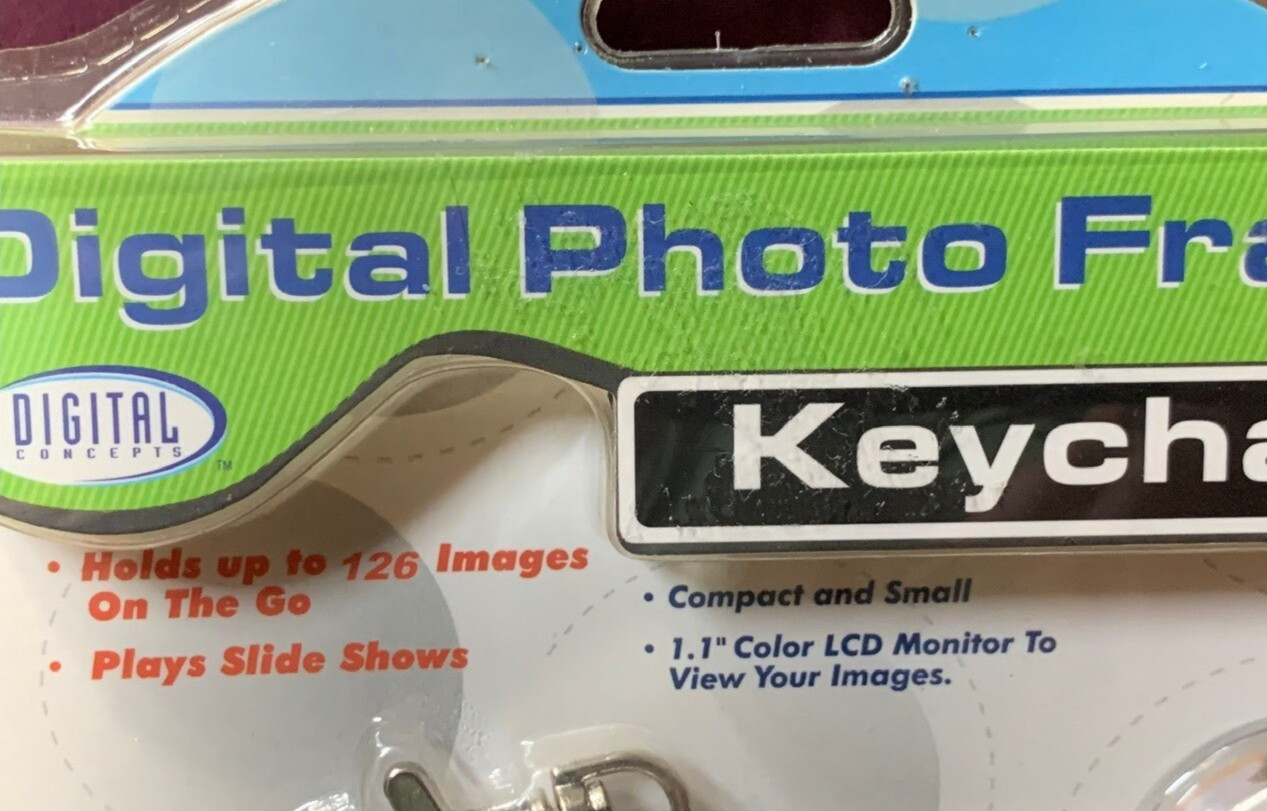 Digital Photo Fra
DIGITAL
CONCEPTS
TM
Keycha
• Holds up to 126 Images
On The Go
• Plays Slide Shows
• Compact and Small
• 1.1" Color LCD Monitor To
View Your Images.